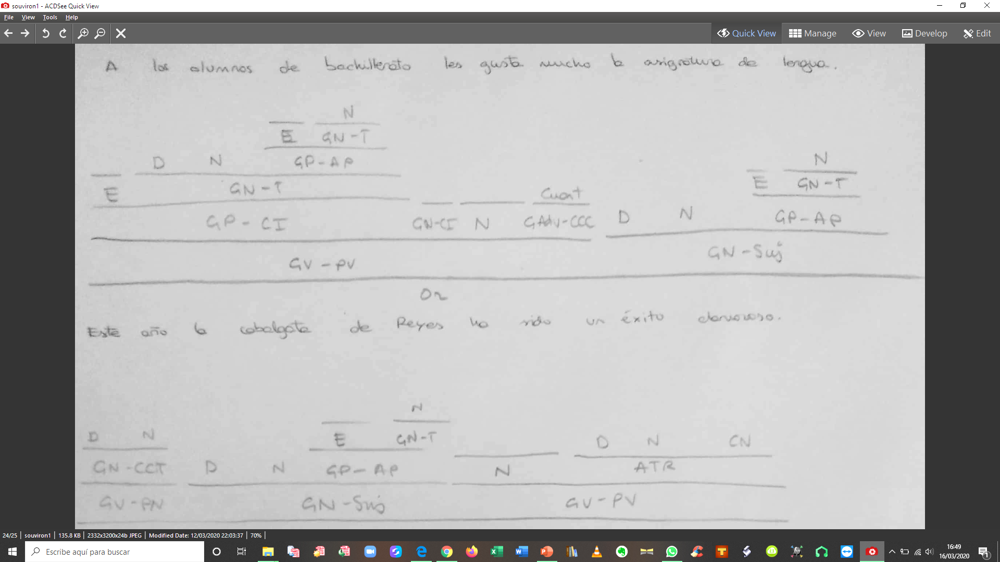 souviron1 - ACDSee Quick View
File View Tools Help
Quick View Manage View Develop Edit
A los alumnos de bachillerato les gusta mucho la asignatura de lengua.
N
E GN-T
D N GP-AP
N
E GN-T
E GN-T
Cuant
D N GP-AP
GP-CI GN-CI N GAdv-CCC
GV-PV GN-Suj
On
Este año la cabalgata de Reyes ha sido un éxito clamoroso.
N
D N E GN-T D N CN
GN-CCT D N GP-AP N ATR
GV-PN GN-Suj GV-PV
24/25 souviron1 135.8 KB 2332x3200x24b JPEG Modified Date: 12/03/2020 22:03:37 70%
Escribe aquí para buscar
16:49
16/03/2020